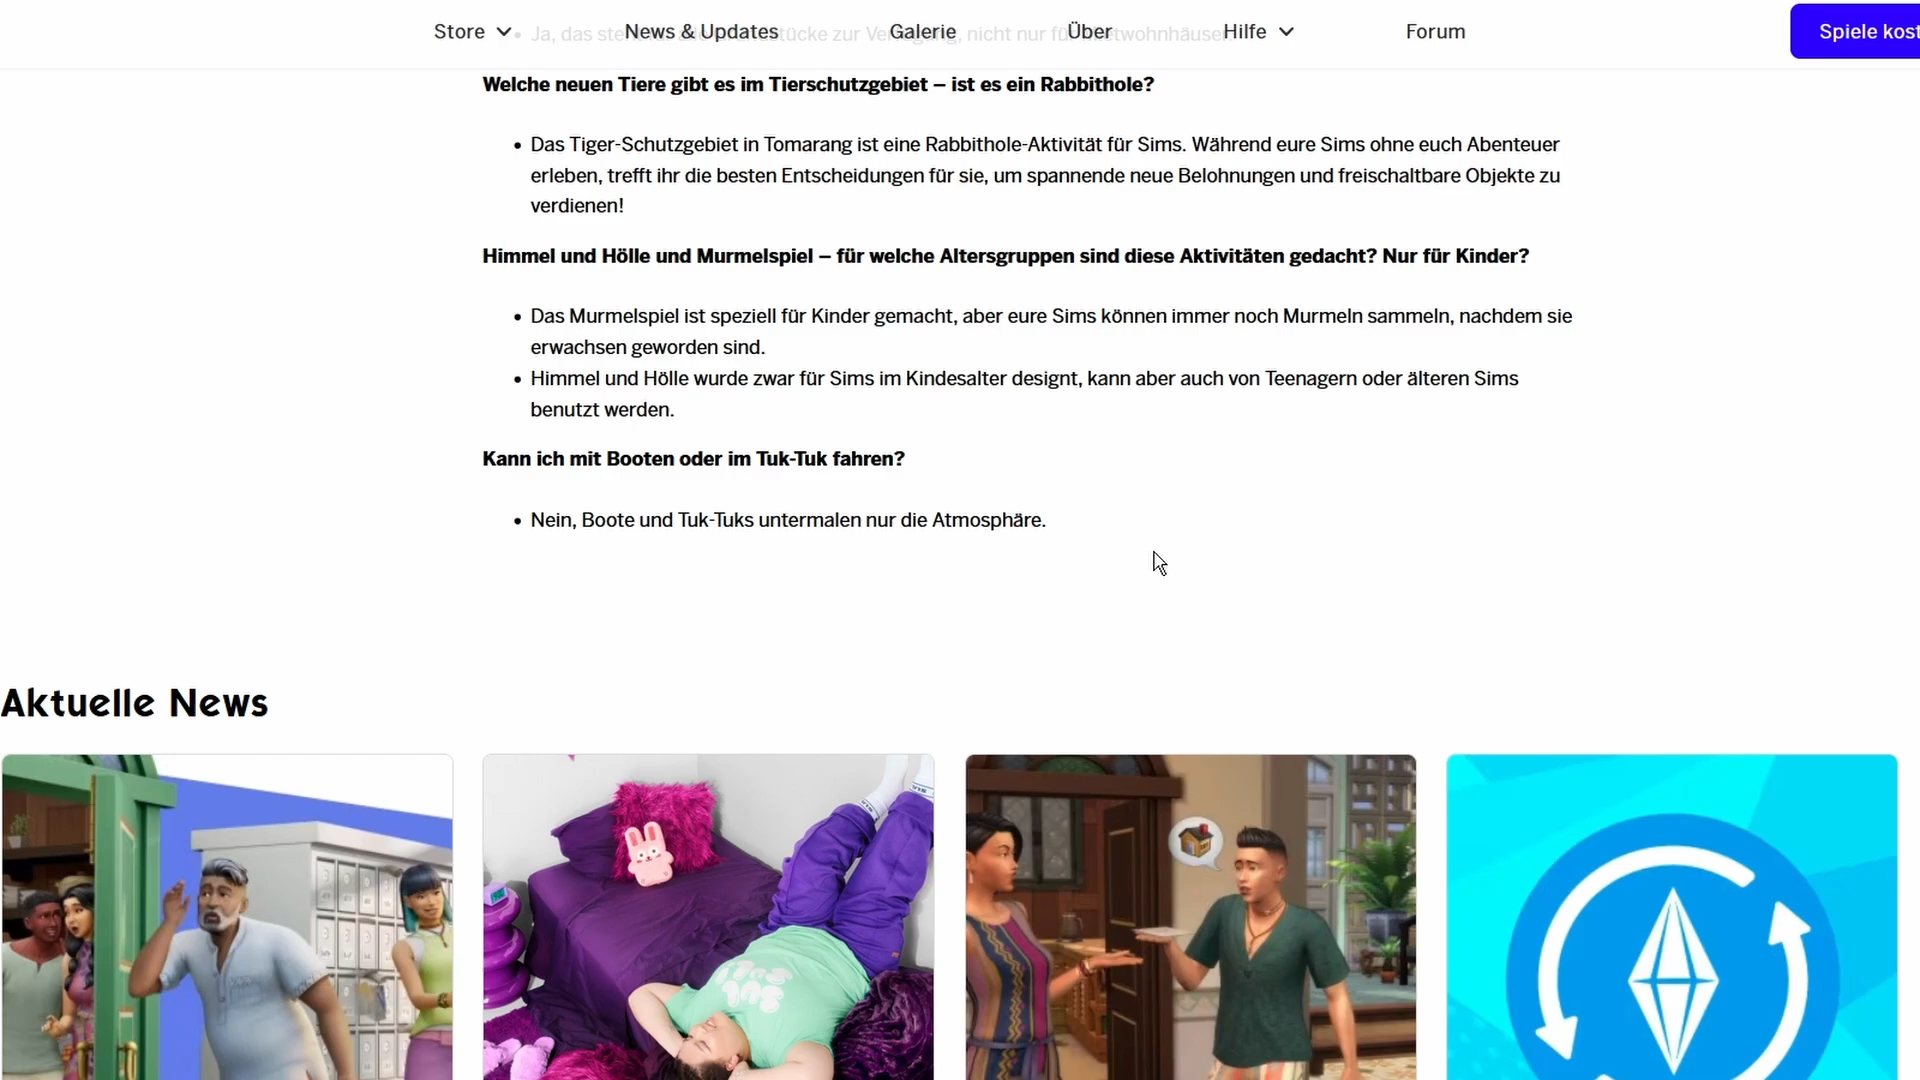 Store News & Updates Galerie Über Hilfe Forum Spiele kost
Welche neuen Tiere gibt es im Tierschutzgebiet – ist es ein Rabbithole?
• Das Tiger-Schutzgebiet in Tomarang ist eine Rabbithole-Aktivität für Sims. Während eure Sims ohne euch Abenteuer
erleben, trefft ihr die besten Entscheidungen für sie, um spannende neue Belohnungen und freischaltbare Objekte zu
verdienen!
Himmel und Hölle und Murmelspiel – für welche Altersgruppen sind diese Aktivitäten gedacht? Nur für Kinder?
• Das Murmelspiel ist speziell für Kinder gemacht, aber eure Sims können immer noch Murmeln sammeln, nachdem sie
erwachsen geworden sind.
• Himmel und Hölle wurde zwar für Sims im Kindesalter designt, kann aber auch von Teenagern oder älteren Sims
benutzt werden.
Kann ich mit Booten oder im Tuk-Tuk fahren?
• Nein, Boote und Tuk-Tuks untermalen nur die Atmosphäre.
Aktuelle News